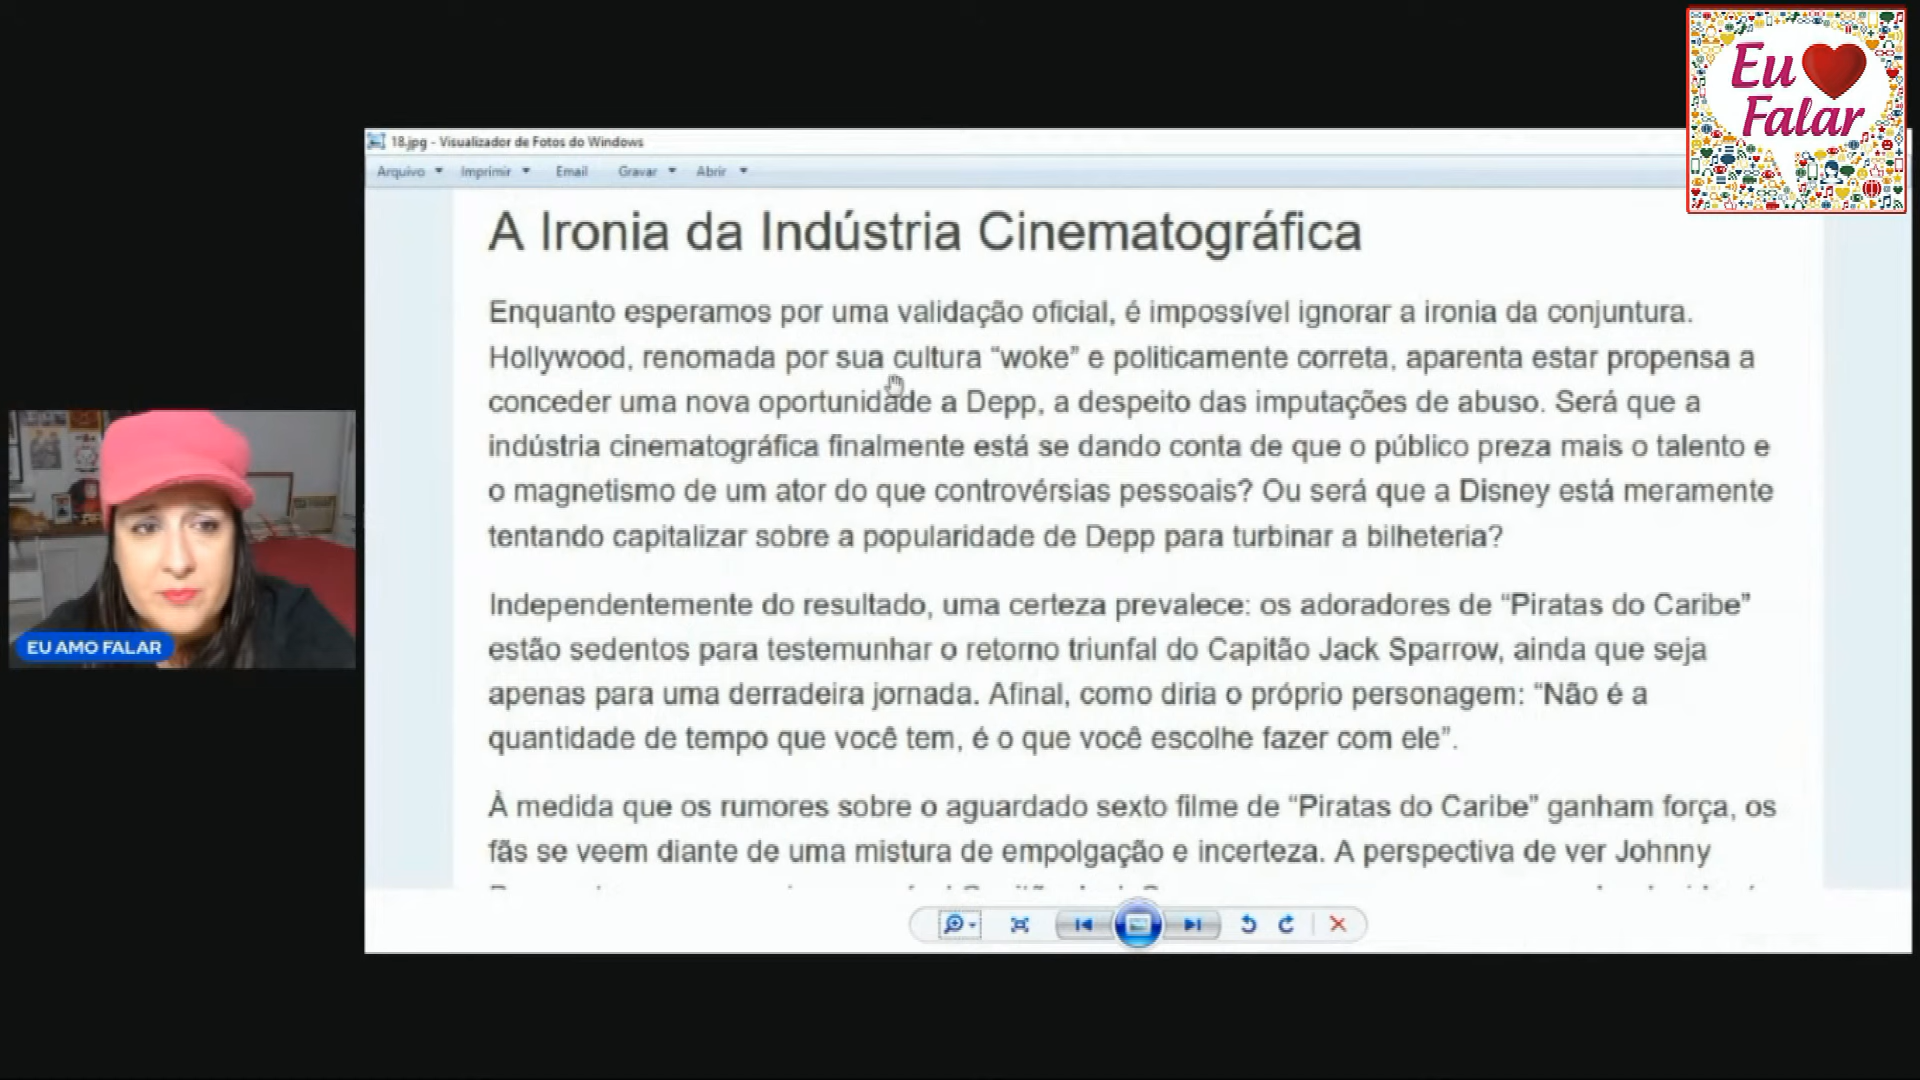 Eu
Falar
18.jpg - Visualizador de Fotos do Windows
Arquivo Imprimir Email Gravar Abrir
A Ironia da Indústria Cinematográfica
Enquanto esperamos por uma validação oficial, é impossível ignorar a ironia da conjuntura.
Hollywood, renomada por sua cultura “woke” e politicamente correta, aparenta estar propensa a
conceder uma nova oportunidade a Depp, a despeito das imputações de abuso. Será que a
indústria cinematográfica finalmente está se dando conta de que o público preza mais o talento e
o magnetismo de um ator do que controvérsias pessoais? Ou será que a Disney está meramente
tentando capitalizar sobre a popularidade de Depp para turbinar a bilheteria?
Independentemente do resultado, uma certeza prevalece: os adoradores de “Piratas do Caribe”
estão sedentos para testemunhar o retorno triunfal do Capitão Jack Sparrow, ainda que seja
apenas para uma derradeira jornada. Afinal, como diria o próprio personagem: “Não é a
quantidade de tempo que você tem, é o que você escolhe fazer com ele”.
À medida que os rumores sobre o aguardado sexto filme de “Piratas do Caribe” ganham força, os
fãs se veem diante de uma mistura de empolgação e incerteza. A perspectiva de ver Johnny
EU AMO FALAR